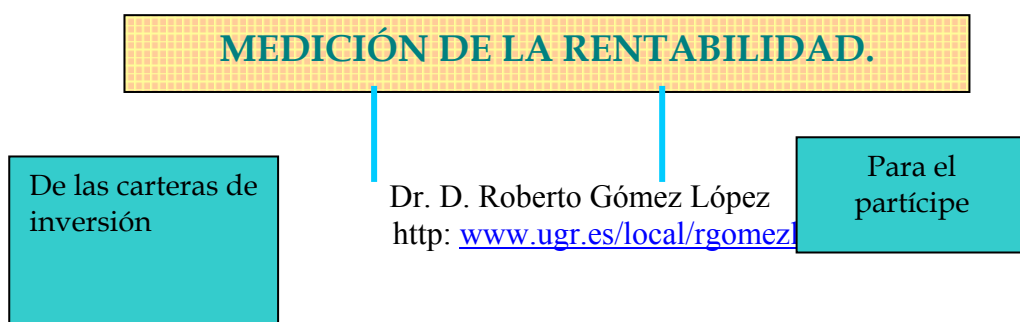 MEDICIÓN DE LA RENTABILIDAD.
De las carteras de
inversión
Dr. D. Roberto Gómez López
http: www.ugr.es/local/rgomezl
Para el
partícipe